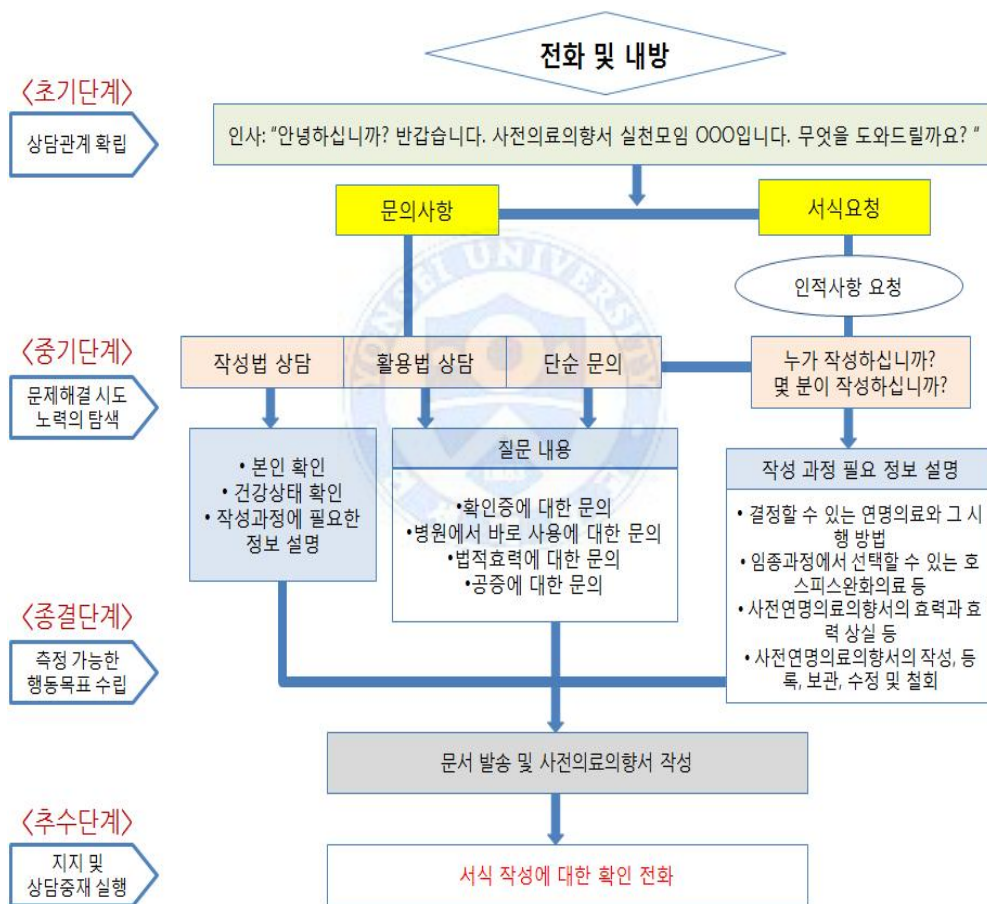 전화 및 내방
<초기단계>
상담관계 확립
인사: "안녕하십니까? 반갑습니다. 사전의료의향서 실천모임 OOO입니다. 무엇을 도와드릴까요? "
문의사항
서식요청
인적사항 요청
<중기단계>
문제해결 시도
노력의 탐색
작성법 상담
활용법 상담
단순 문의
누가 작성하십니까?
몇 분이 작성하십니까?
• 본인 확인
• 건강상태 확인
• 작성과정에 필요한
정보 설명
질문 내용
•확인증에 대한 문의
•병원에서 바로 사용에 대한 문의
•법적효력에 대한 문의
•공증에 대한 문의
작성 과정 필요 정보 설명
• 결정할 수 있는 연명의료와 그 시
행 방법
• 임종과정에서 선택할 수 있는 호
스피스완화의료 등
• 사전연명의료의향서의 효력과 효
력 상실 등
• 사전연명의료의향서의 작성, 등
록, 보관, 수정 및 철회
<종결단계>
측정 가능한
행동목표 수립
문서 발송 및 사전의료의향서 작성
<추수단계>
지지 및
상담중재 실행
서식 작성에 대한 확인 전화
YONSEI UNIVERSITY